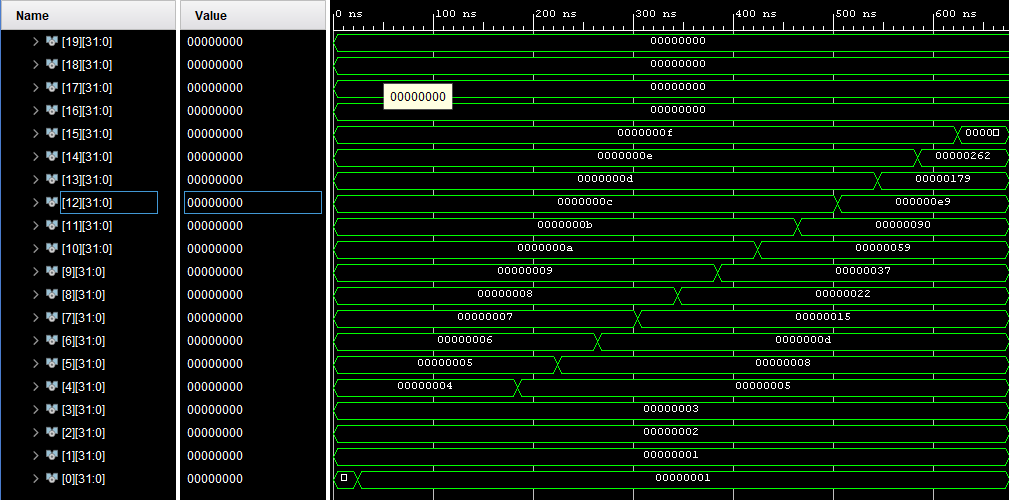 Name Value 0 ns 100 ns 200 ns 300 ns 400 ns 500 ns 600 ns
[19][31:0] 00000000 00000000
[18][31:0] 00000000 00000000
[17][31:0] 00000000 00000000
00000000
[16][31:0] 00000000 00000000
[15][31:0] 00000000 0000000f 0000
[14][31:0] 00000000 0000000e 00000262
[13][31:0] 00000000 0000000d 00000179
[12][31:0] 00000000 0000000c 000000e9
[11][31:0] 00000000 0000000b 00000090
[10][31:0] 00000000 0000000a 00000059
[9][31:0] 00000000 00000009 00000037
[8][31:0] 00000000 00000008 00000022
[7][31:0] 00000000 00000007 00000015
[6][31:0] 00000000 00000006 0000000d
[5][31:0] 00000000 00000005 00000008
[4][31:0] 00000000 00000004 00000005
[3][31:0] 00000000 00000003
[2][31:0] 00000000 00000002
[1][31:0] 00000000 00000001
[0][31:0] 00000000 00000001